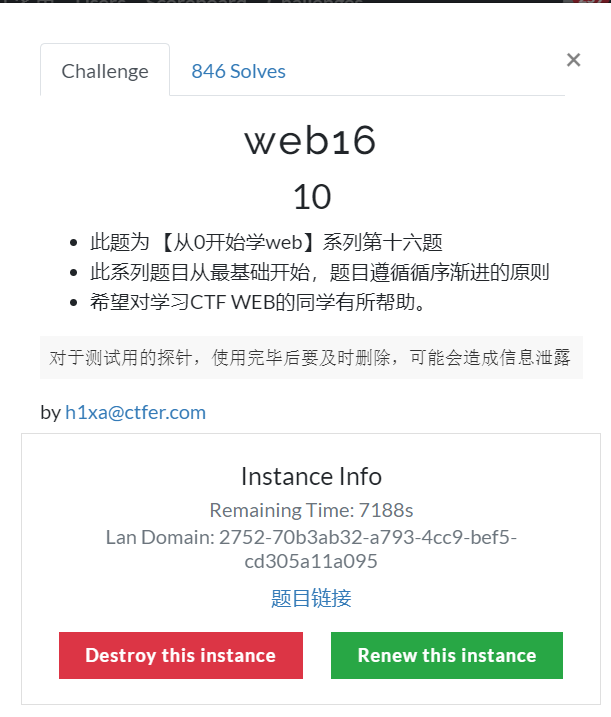 Challenge
846 Solves
×
web16
10
此题为 【从0开始学web】系列第十六题
此系列题目从最基础开始，题目遵循循序渐进的原则
希望对学习CTF WEB的同学有所帮助。
对于测试用的探针，使用完毕后要及时删除，可能会造成信息泄露
by h1xa@ctfer.com
Instance Info
Remaining Time: 7188s
Lan Domain: 2752-70b3ab32-a793-4cc9-bef5-
cd305a11a095
题目链接
Destroy this instance
Renew this instance